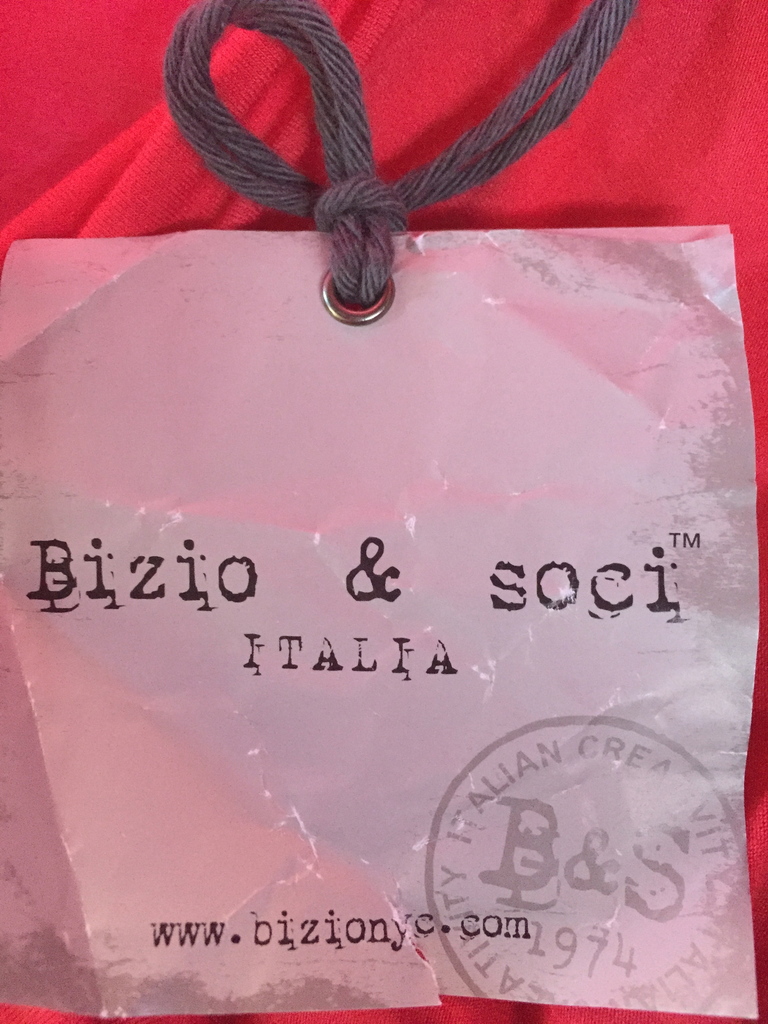 Bizio & soci™
ITALIA
ITALIAN CREATIVITY
B&S
1974
www.bizionyc.com